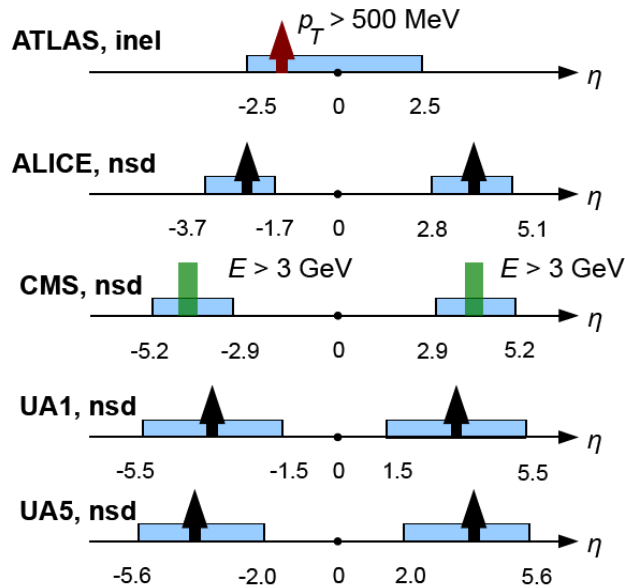 ATLAS, inel
p_T > 500 MeV
η
-2.5 0 2.5
ALICE, nsd
η
-3.7 -1.7 0 2.8 5.1
CMS, nsd
E > 3 GeV E > 3 GeV
η
-5.2 -2.9 0 2.9 5.2
UA1, nsd
η
-5.5 -1.5 0 1.5 5.5
UA5, nsd
η
-5.6 -2.0 0 2.0 5.6